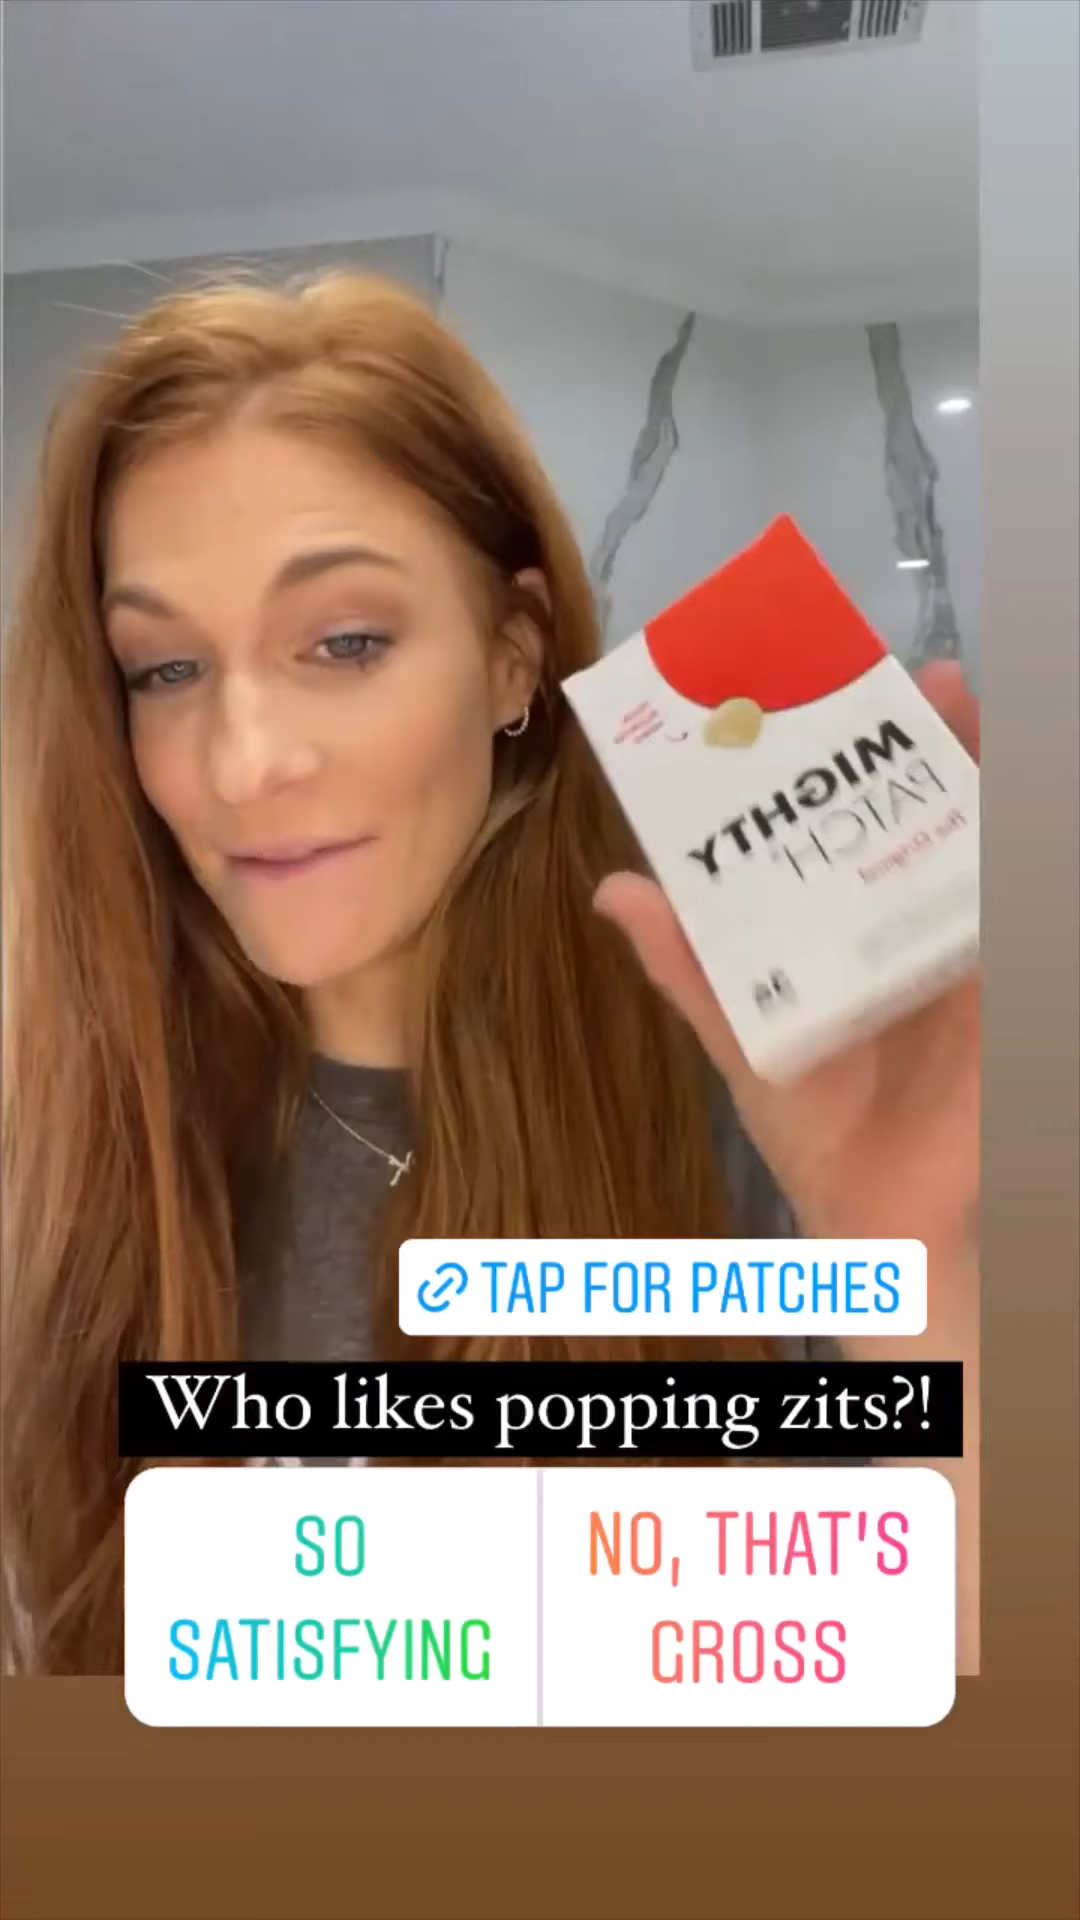 MIGHTY
PATCH
TAP FOR PATCHES
Who likes popping zits?!
SO
SATISFYING
NO, THAT'S
GROSS